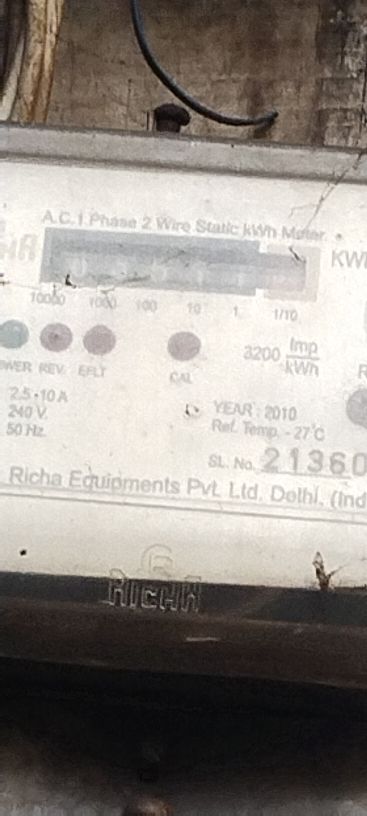 A.C. 1 Phase 2 Wire Static kWh Meter.
KW
10000 1000 100 10 1 1/10
REV. EFLT CAL
3200 Imp/kWh
2.5-10 A
240 V.
50 Hz.
YEAR : 2010
Ref. Temp. - 27°C
SL. No. 21360
Richa Equipments Pvt. Ltd. Delhi. (Ind
RICHA